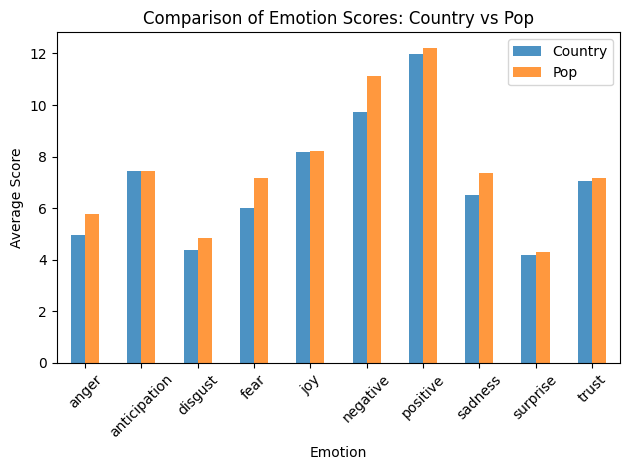 Comparison of Emotion Scores: Country vs Pop
Country
Pop
Average Score
12
10
8
6
4
2
0
anger
anticipation
disgust
fear
joy
negative
positive
sadness
surprise
trust
Emotion